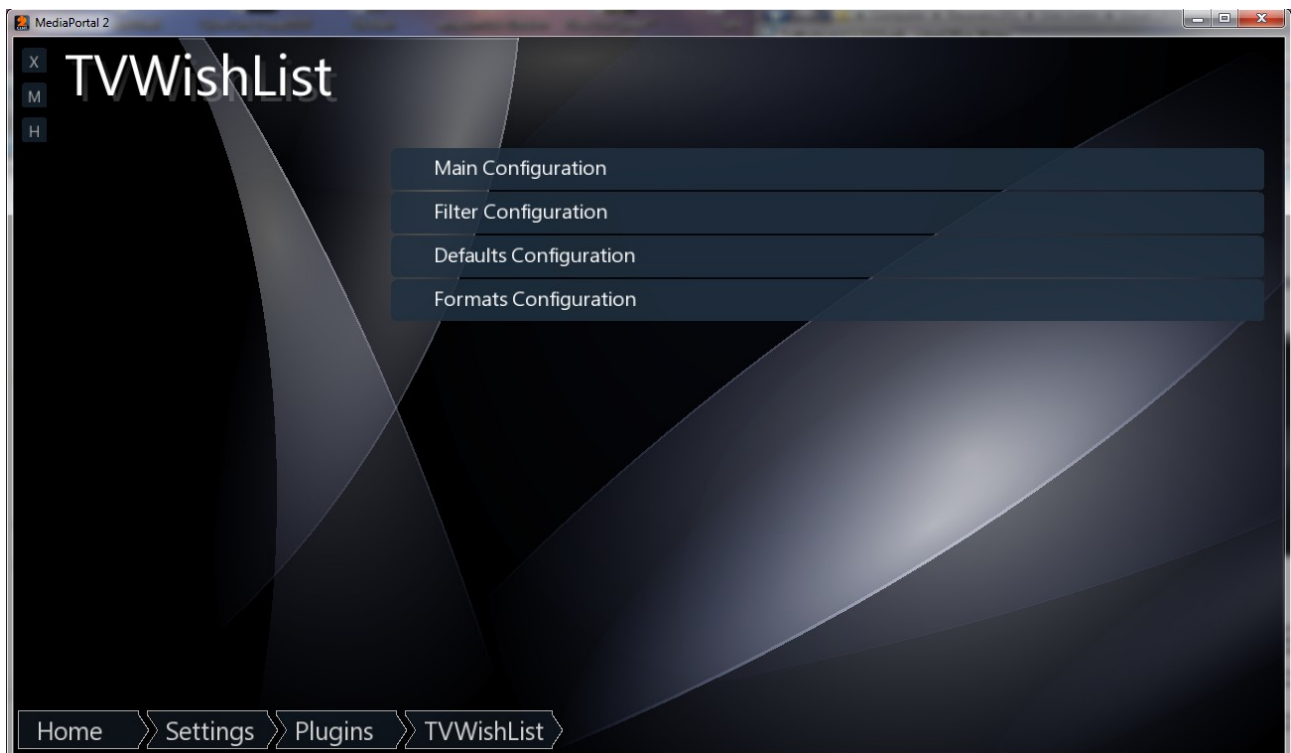 MediaPortal 2
X
TVWishList
M
H
Main Configuration
Filter Configuration
Defaults Configuration
Formats Configuration
Home Settings Plugins TVWishList